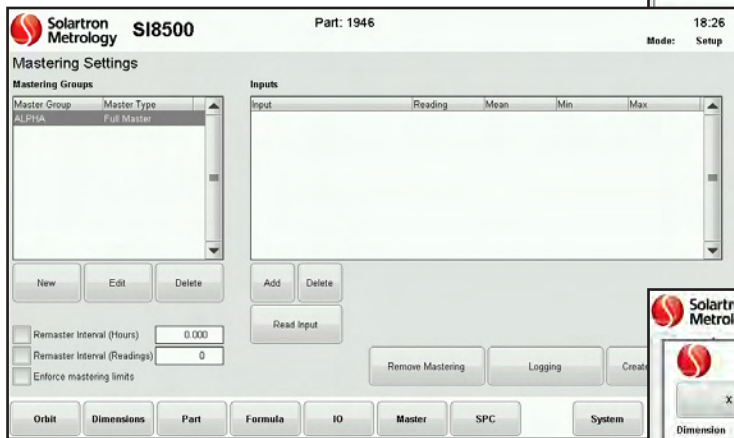 Solartron Metrology SI8500 Part: 1946 18:26
Mode: Setup
Mastering Settings
Mastering Groups Inputs
Master Group Master Type Input Reading Mean Min Max
ALPHA Full Master
New Edit Delete Add Delete
Read Input
Remaster Interval (Hours) 0.000
Remaster Interval (Readings) 0
Enforce mastering limits
Remove Mastering Logging Create
Orbit Dimensions Part Formula IO Master SPC System
Solartr
Metrol
X
Dimension